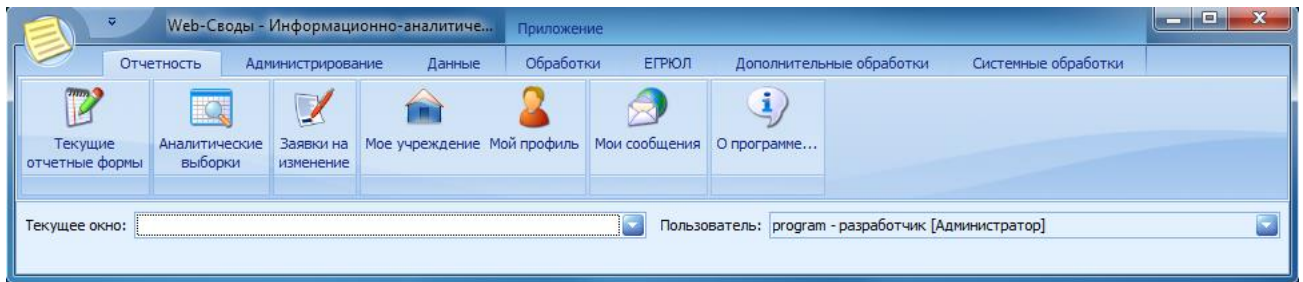 Web-Своды - Информационно-аналитиче...
Приложение
Отчетность Администрирование Данные Обработки ЕГРЮЛ Дополнительные обработки Системные обработки
Текущие отчетные формы
Аналитические выборки
Заявки на изменение
Мое учреждение
Мой профиль
Мои сообщения
О программе...
Текущее окно: Пользователь: program - разработчик [Администратор]